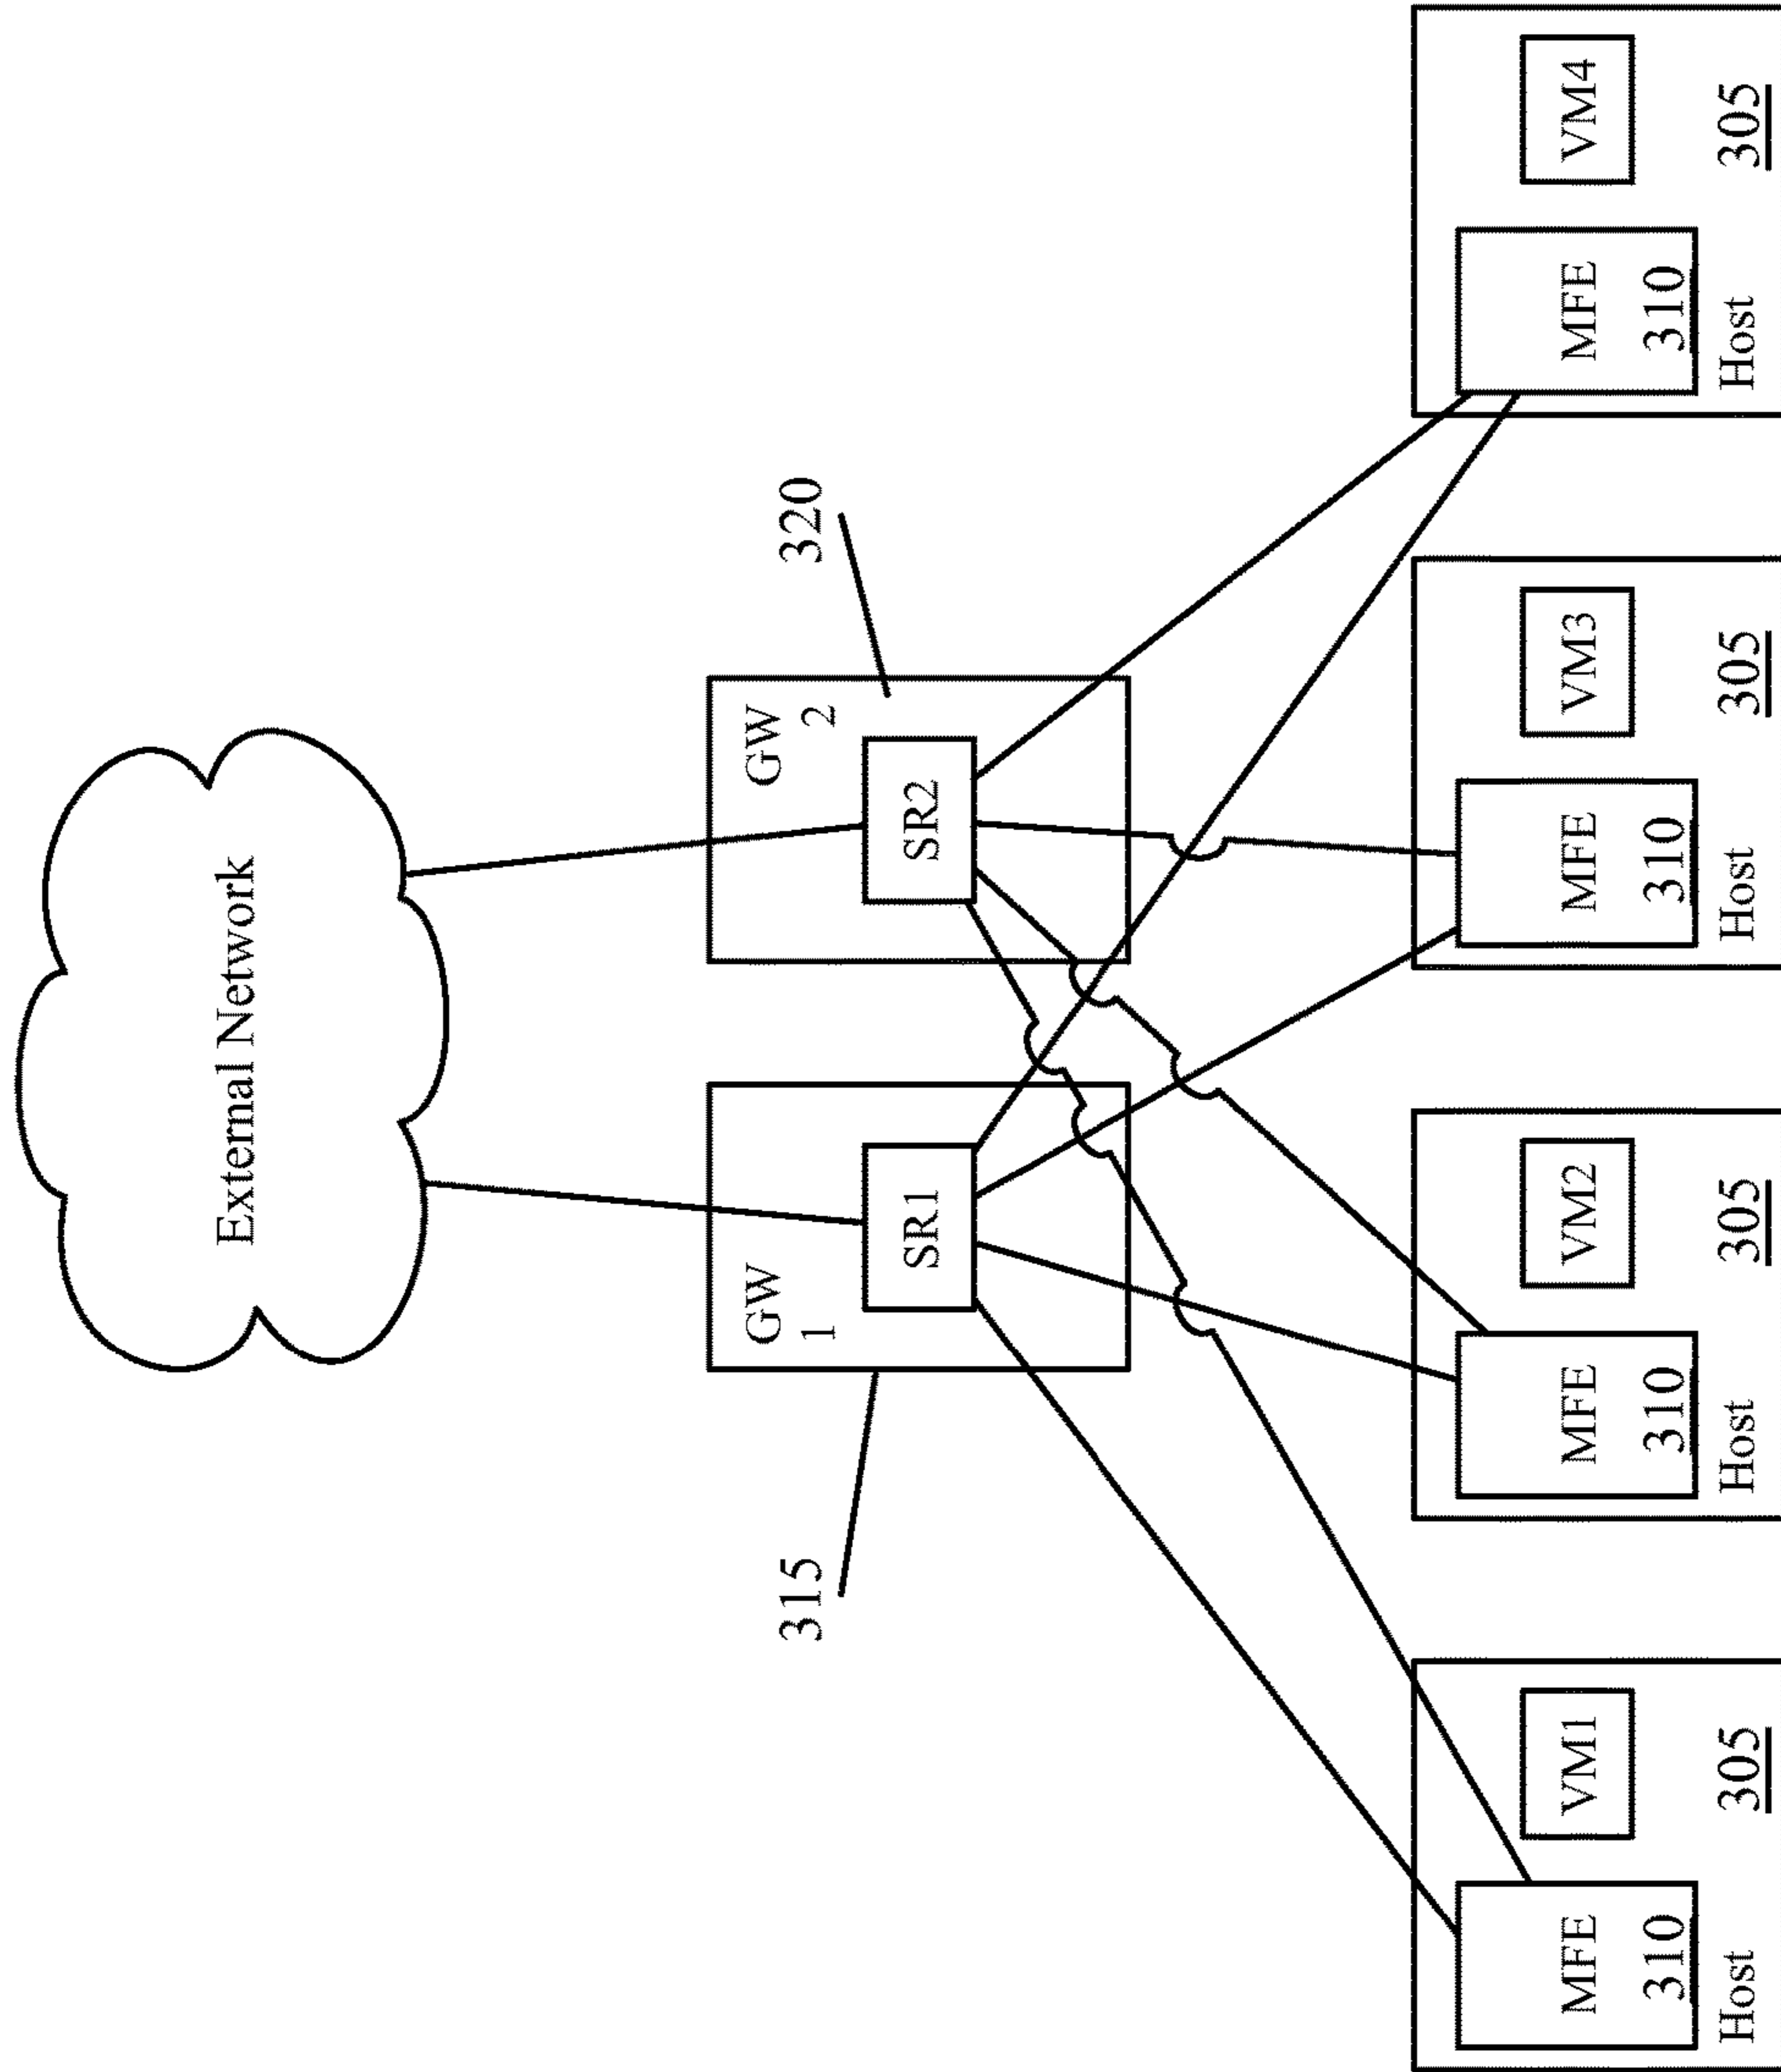 External Network
GW
1
SR1
315
GW
2
SR2
320
MFE
310
Host
VM1
305
MFE
310
Host
VM2
305
MFE
310
Host
VM3
305
MFE
310
Host
VM4
305